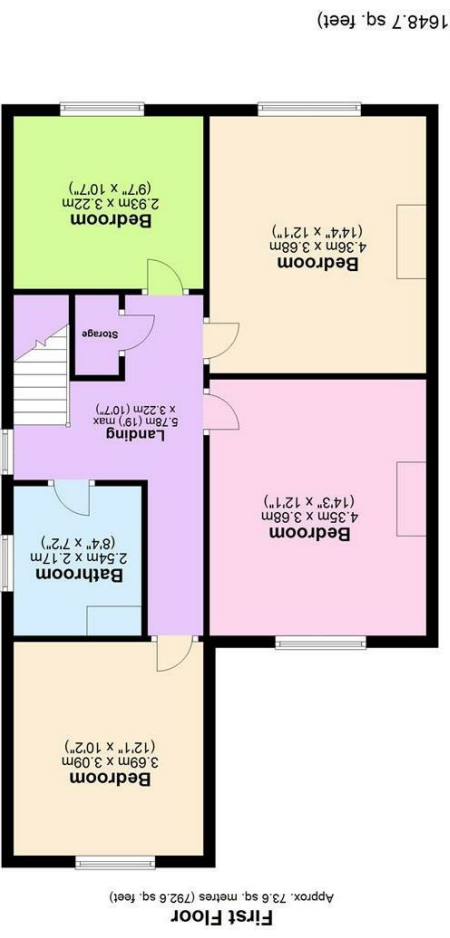 First Floor
Approx. 73.6 sq. metres (792.6 sq. feet)
Bedroom
3.69m x 3.09m
(12'1" x 10'2")
Bathroom
2.54m x 2.17m
(8'4" x 7'2")
Bedroom
4.35m x 3.68m
(14'3" x 12'1")
Landing
5.78m (19') max
x 3.22m (10'7")
Storage
Bedroom
4.36m x 3.68m
(14'4" x 12'1")
Bedroom
2.93m x 3.22m
(9'7" x 10'7")
1648.7 sq. feet)